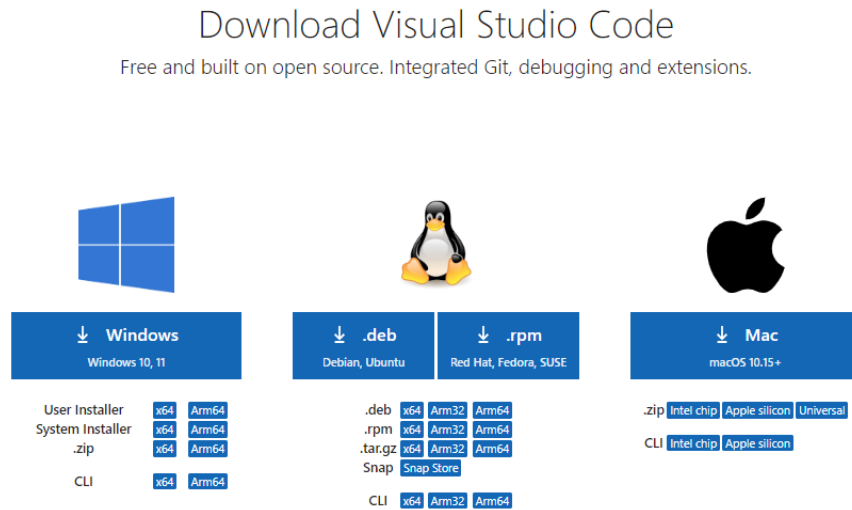 Download Visual Studio Code
Free and built on open source. Integrated Git, debugging and extensions.
Windows
Windows 10, 11
User Installer x64 Arm64
System Installer x64 Arm64
.zip x64 Arm64
CLI x64 Arm64
.deb
Debian, Ubuntu
.rpm
Red Hat, Fedora, SUSE
.deb x64 Arm32 Arm64
.rpm x64 Arm32 Arm64
.tar.gz x64 Arm32 Arm64
Snap Snap Store
CLI x64 Arm32 Arm64
Mac
macOS 10.15+
.zip Intel chip Apple silicon Universal
CLI Intel chip Apple silicon